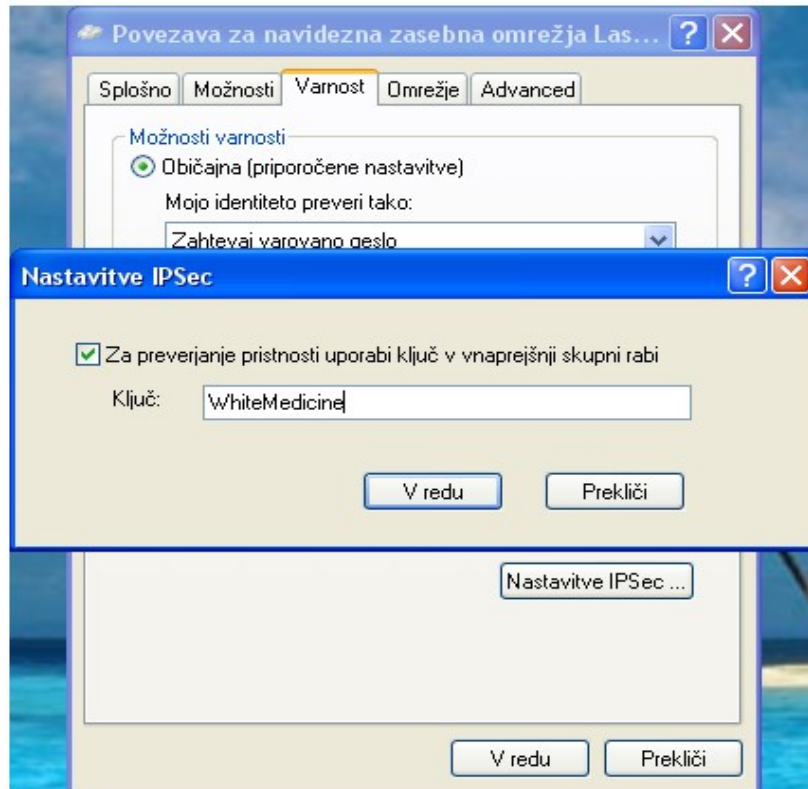 Povezava za navidezna zasebna omrežja Las...
Splošno Možnosti Varnost Omrežje Advanced
Možnosti varnosti
Običajna (priporočene nastavitve)
Mojo identiteto preveri tako:
Zahtevaj varovano geslo
Nastavitve IPSec
Za preverjanje pristnosti uporabi ključ v vnaprejšnji skupni rabi
Ključ: WhiteMedicine
V redu Prekliči
Nastavitve IPSec ...
V redu Prekliči